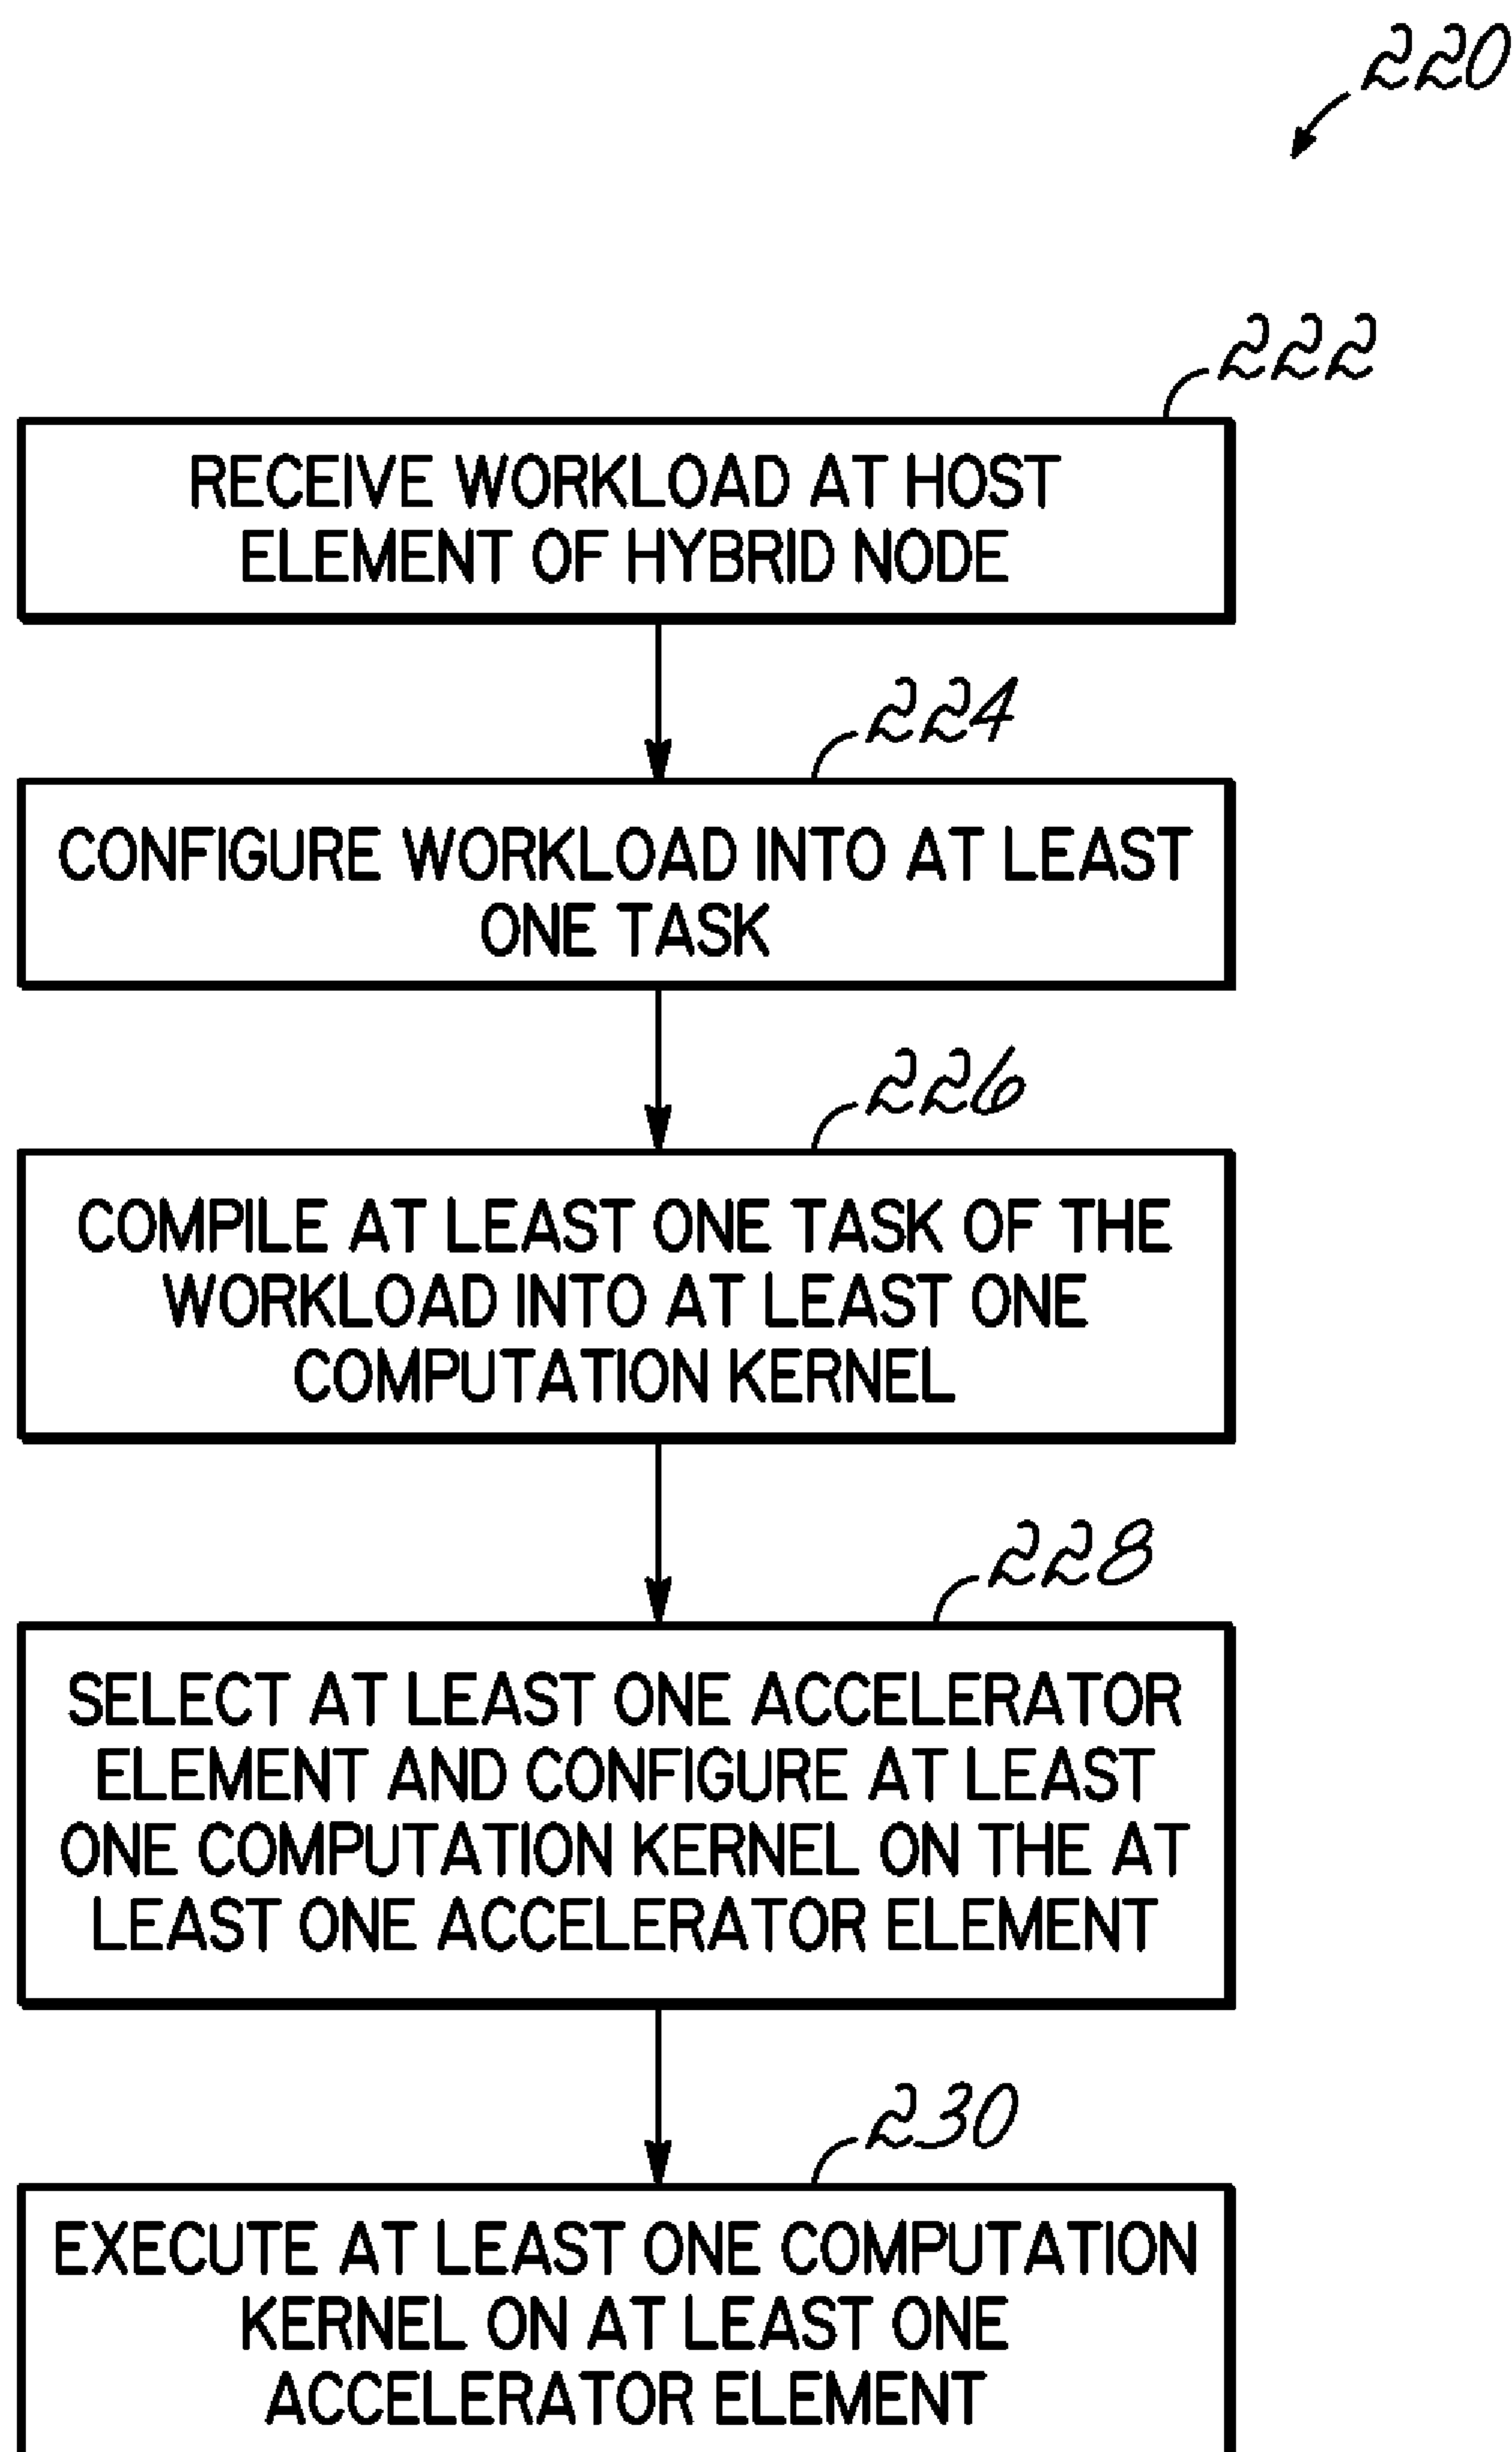 220
222
RECEIVE WORKLOAD AT HOST
ELEMENT OF HYBRID NODE
224
CONFIGURE WORKLOAD INTO AT LEAST
ONE TASK
226
COMPILE AT LEAST ONE TASK OF THE
WORKLOAD INTO AT LEAST ONE
COMPUTATION KERNEL
228
SELECT AT LEAST ONE ACCELERATOR
ELEMENT AND CONFIGURE AT LEAST
ONE COMPUTATION KERNEL ON THE AT
LEAST ONE ACCELERATOR ELEMENT
230
EXECUTE AT LEAST ONE COMPUTATION
KERNEL ON AT LEAST ONE
ACCELERATOR ELEMENT